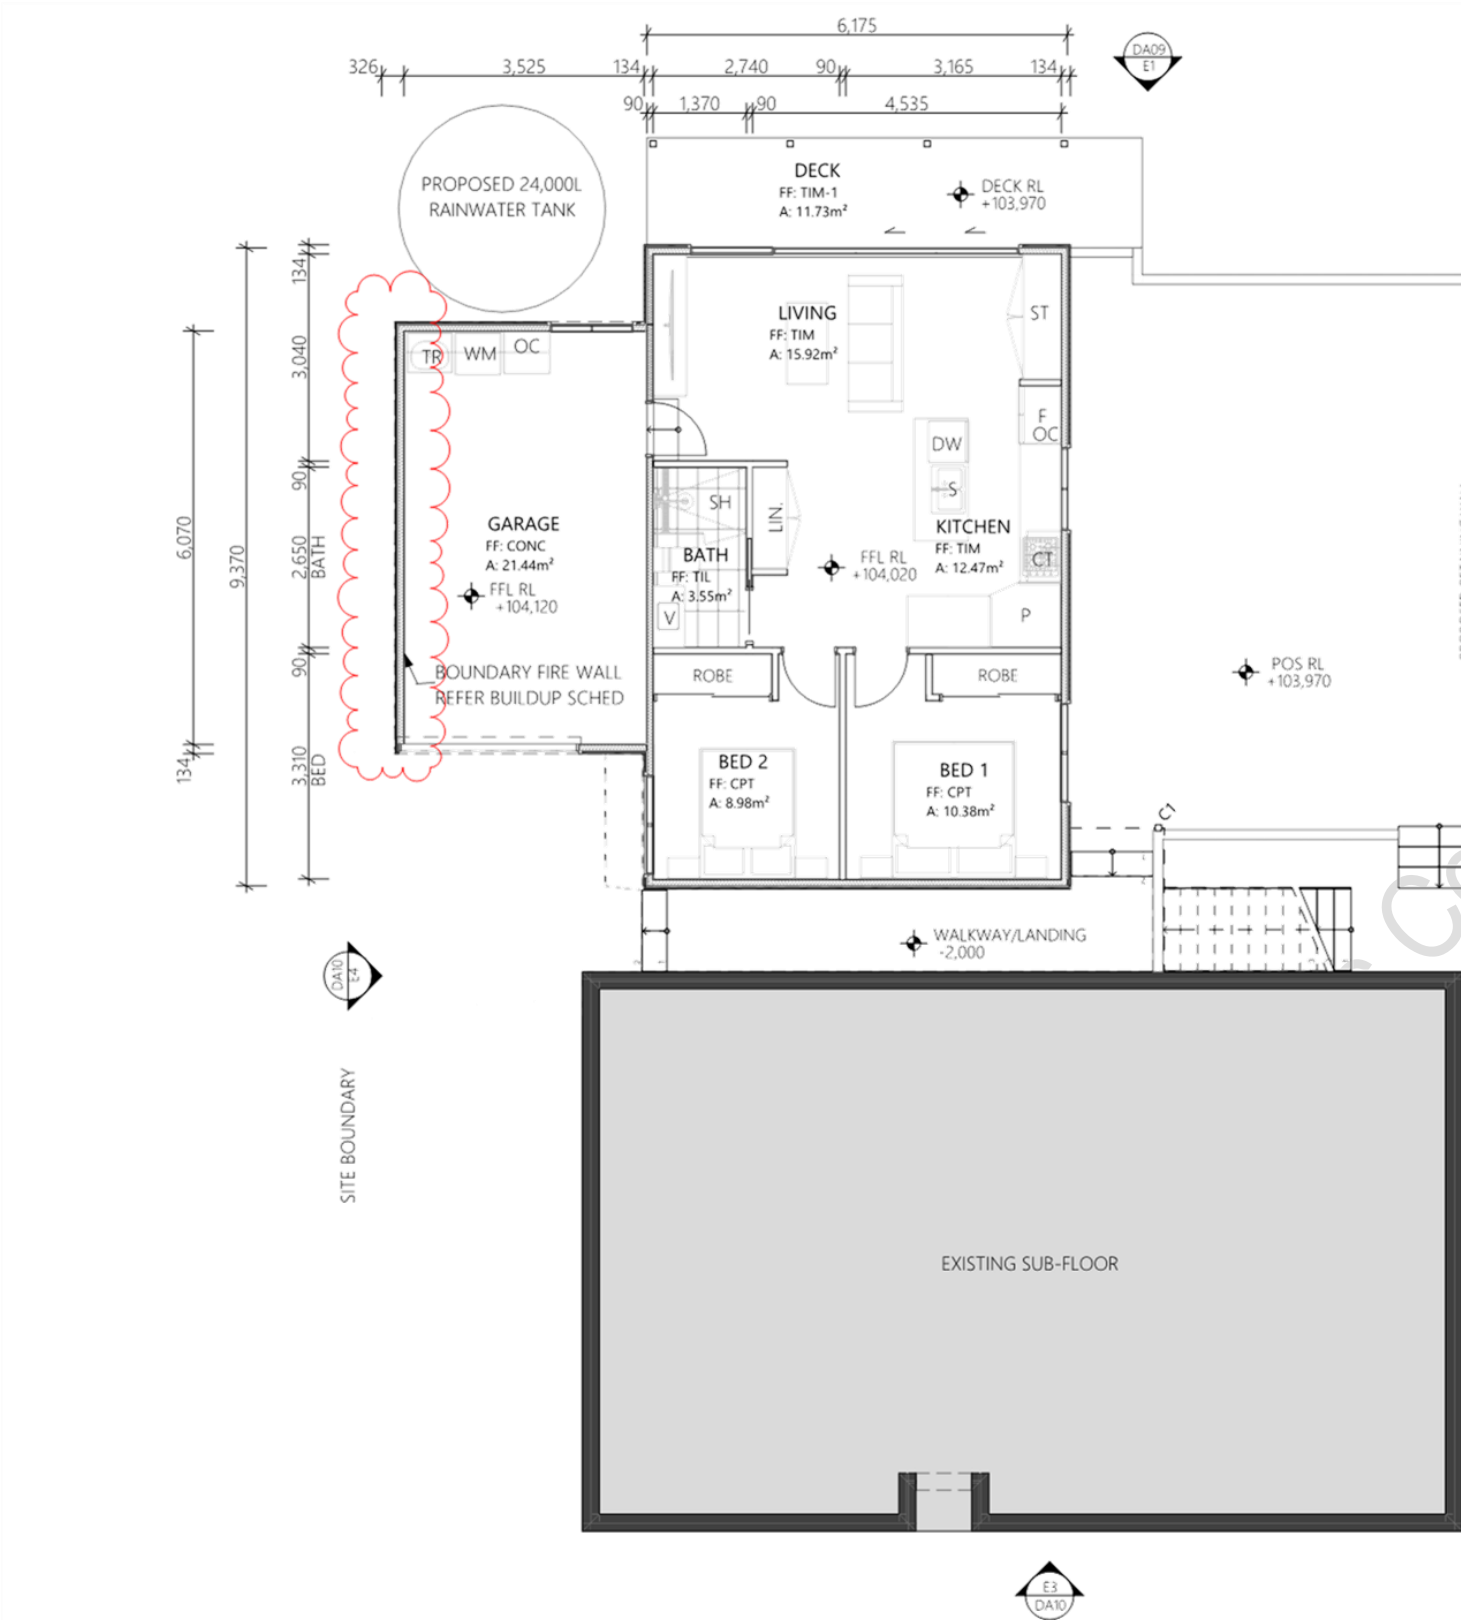 6,175
DA09
E1
326
3,525
134
2,740
90
3,165
134
90
1,370
90
4,535
PROPOSED 24,000L
RAINWATER TANK
DECK
FF: TIM-1
A: 11.73m²
DECK RL
+103,970
134
3,040
90
2,650
BATH
90
3,310
BED
9,370
6,070
134
TR
WM
OC
LIVING
FF: TIM
A: 15.92m²
ST
F
OC
DW
S
KITCHEN
FF: TIM
A: 12.47m²
CT
P
GARAGE
FF: CONC
A: 21.44m²
FFL RL
+104,120
SH
LIN.
BATH
FF: TIL
A: 3.55m²
V
FFL RL
+104,020
BOUNDARY FIRE WALL
REFER BUILDUP SCHED
ROBE
ROBE
POS RL
+103,970
BED 2
FF: CPT
A: 8.98m²
BED 1
FF: CPT
A: 10.38m²
C1
WALKWAY/LANDING
-2,000
DA10
E4
SITE BOUNDARY
EXISTING SUB-FLOOR
E3
DA10